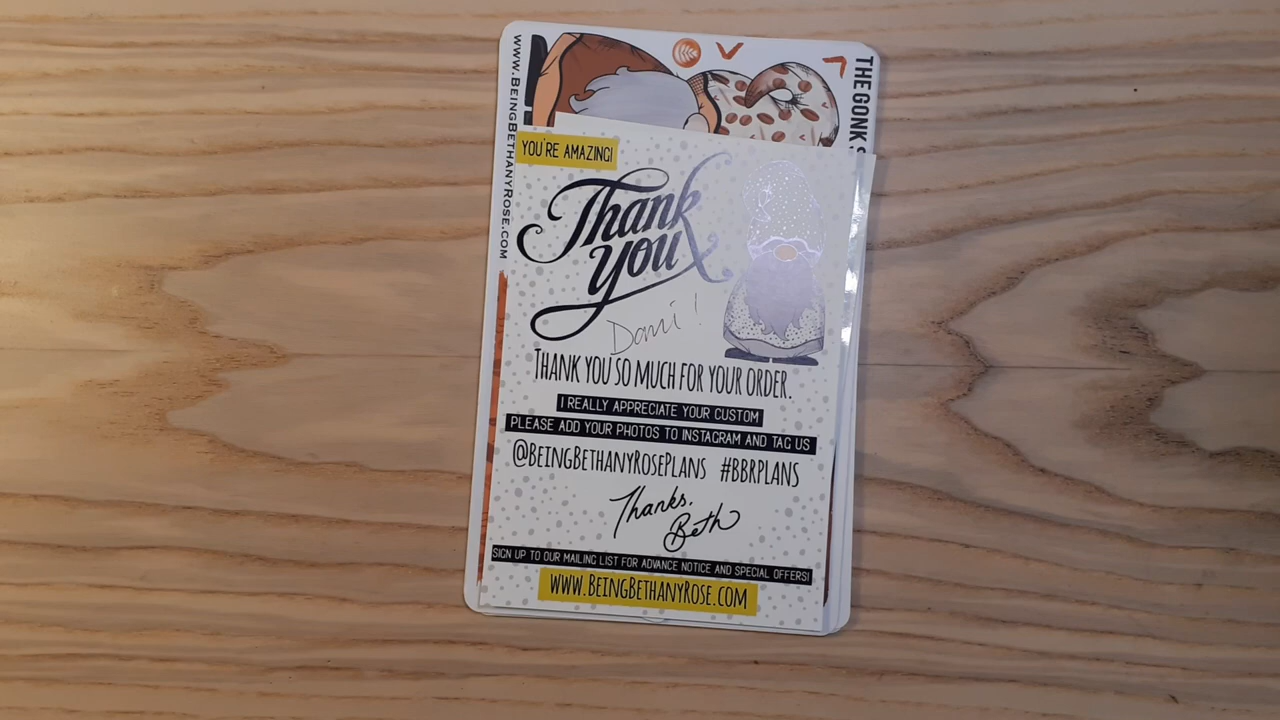 www.BeingBethanyRose.com
THE GONK S
YOU'RE AMAZING!
Thank
you
Dani!
THANK YOU SO MUCH FOR YOUR ORDER.
I REALLY APPRECIATE YOUR CUSTOM
PLEASE ADD YOUR PHOTOS TO INSTAGRAM AND TAG US
@BEINGBETHANYROSEPLANS #BBRPLANS
Thanks,
Beth
SIGN UP TO OUR MAILING LIST FOR ADVANCE NOTICE AND SPECIAL OFFERS!
WWW.BEINGBETHANYROSE.COM